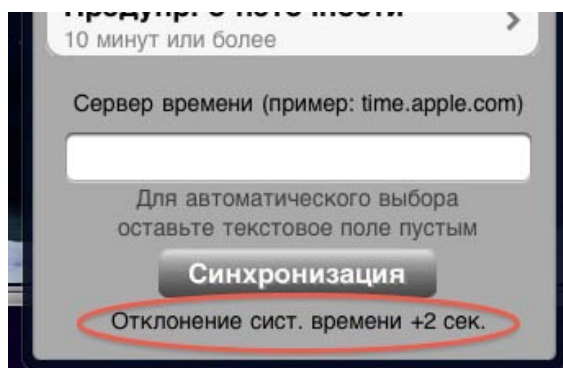 10 минут или более
Сервер времени (пример: time.apple.com)
Для автоматического выбора
оставьте текстовое поле пустым
Синхронизация
Отклонение сист. времени +2 сек.